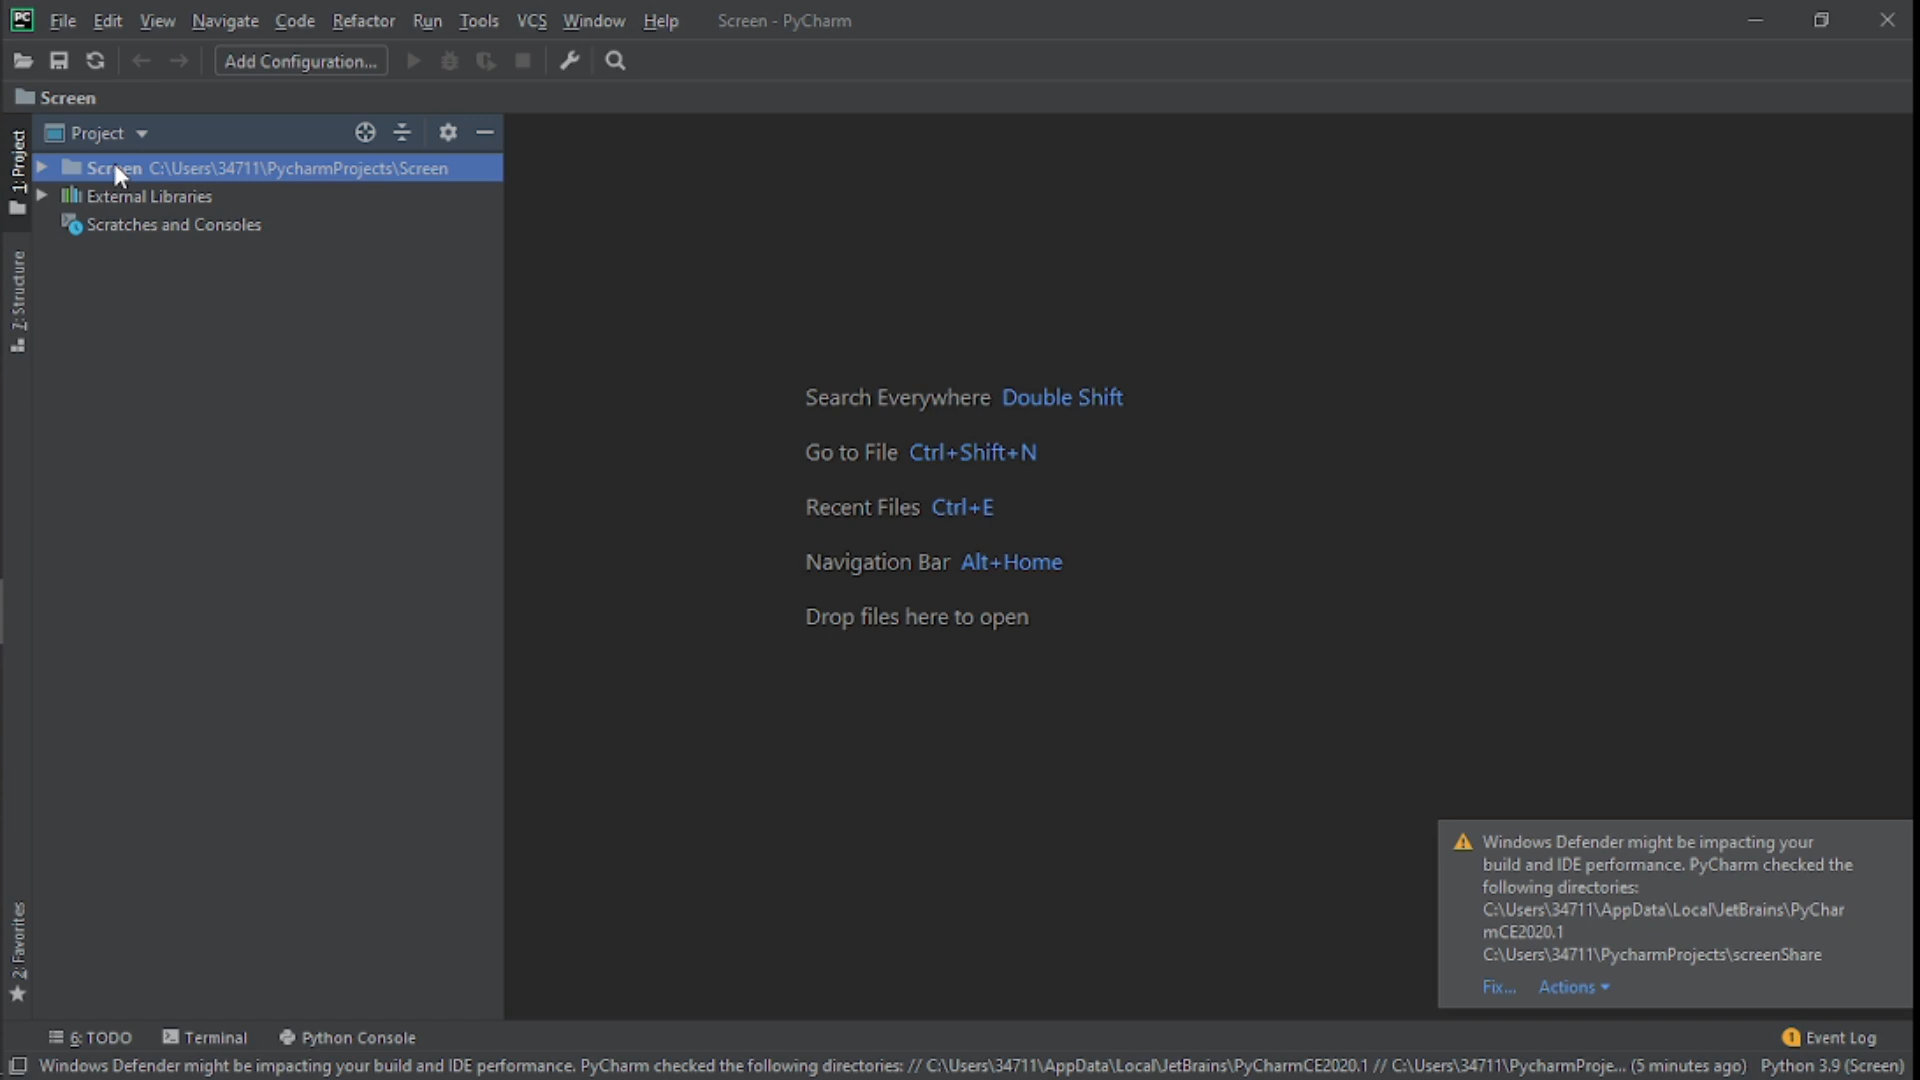 PC File Edit View Navigate Code Refactor Run Tools VCS Window Help Screen - PyCharm
Add Configuration...
Screen
1: Project
Project
Screen C:\Users\34711\PycharmProjects\Screen
External Libraries
Scratches and Consoles
7: Structure
Search Everywhere Double Shift
Go to File Ctrl+Shift+N
Recent Files Ctrl+E
Navigation Bar Alt+Home
Drop files here to open
Windows Defender might be impacting your
build and IDE performance. PyCharm checked the
following directories:
C:\Users\34711\AppData\Local\JetBrains\PyChar
mCE2020.1
C:\Users\34711\PycharmProjects\screenShare
Fix... Actions
2: Favorites
6: TODO Terminal Python Console 1 Event Log
Windows Defender might be impacting your build and IDE performance. PyCharm checked the following directories: // C:\Users\34711\AppData\Local\JetBrains\PyCharmCE2020.1 // C:\Users\34711\PycharmProje... (5 minutes ago) Python 3.9 (Screen)